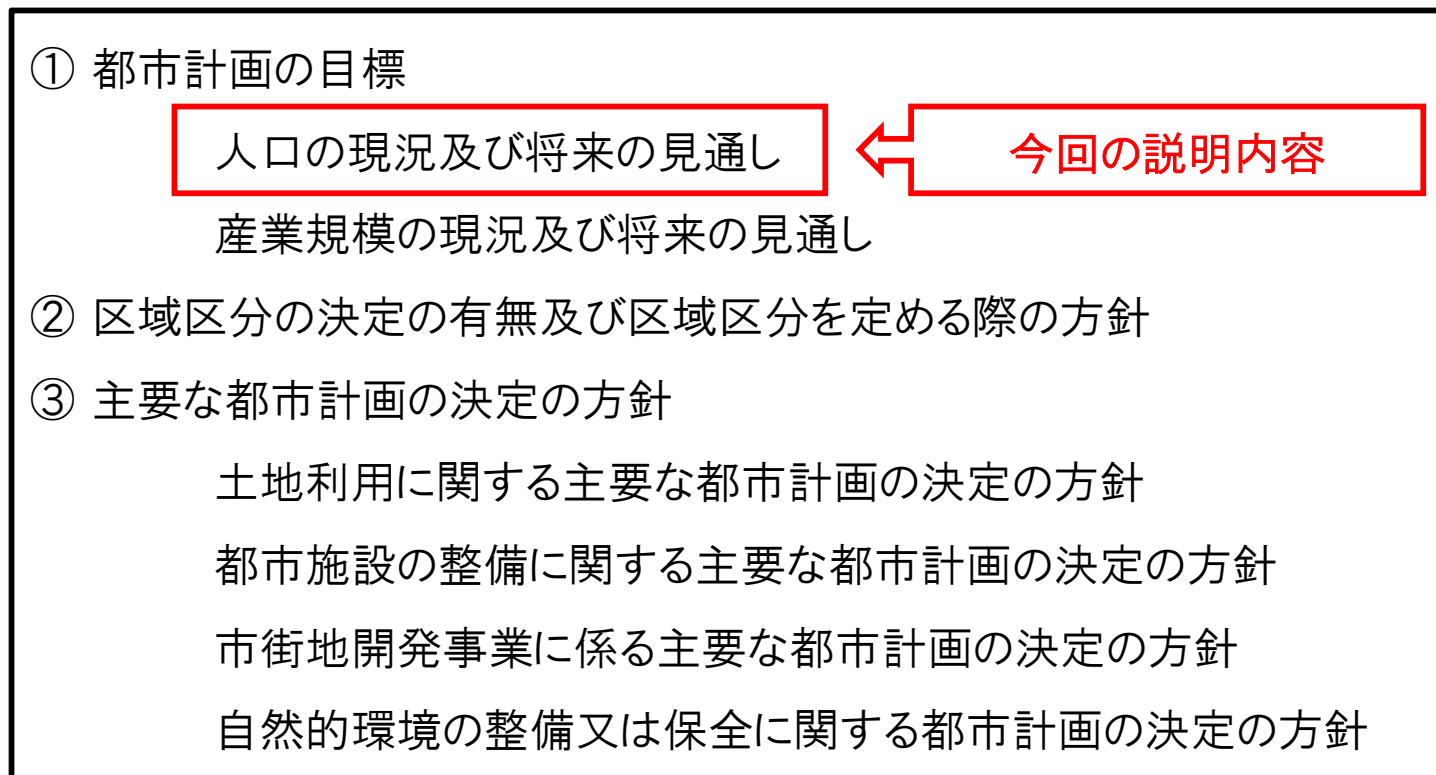 ① 都市計画の目標
人口の現況及び将来の見通し
今回の説明内容
産業規模の現況及び将来の見通し
② 区域区分の決定の有無及び区域区分を定める際の方針
③ 主要な都市計画の決定の方針
土地利用に関する主要な都市計画の決定の方針
都市施設の整備に関する主要な都市計画の決定の方針
市街地開発事業に係る主要な都市計画の決定の方針
自然的環境の整備又は保全に関する都市計画の決定の方針